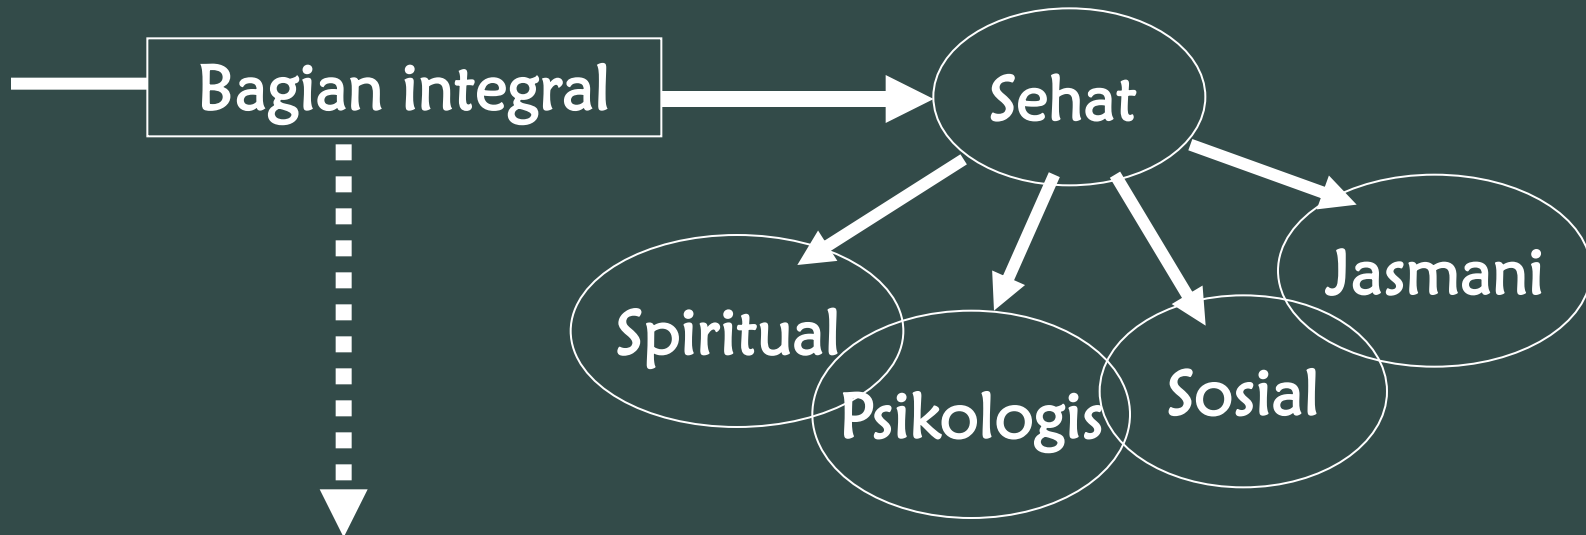 Bagian integral
Sehat
Spiritual
Psikologis
Sosial
Jasmani